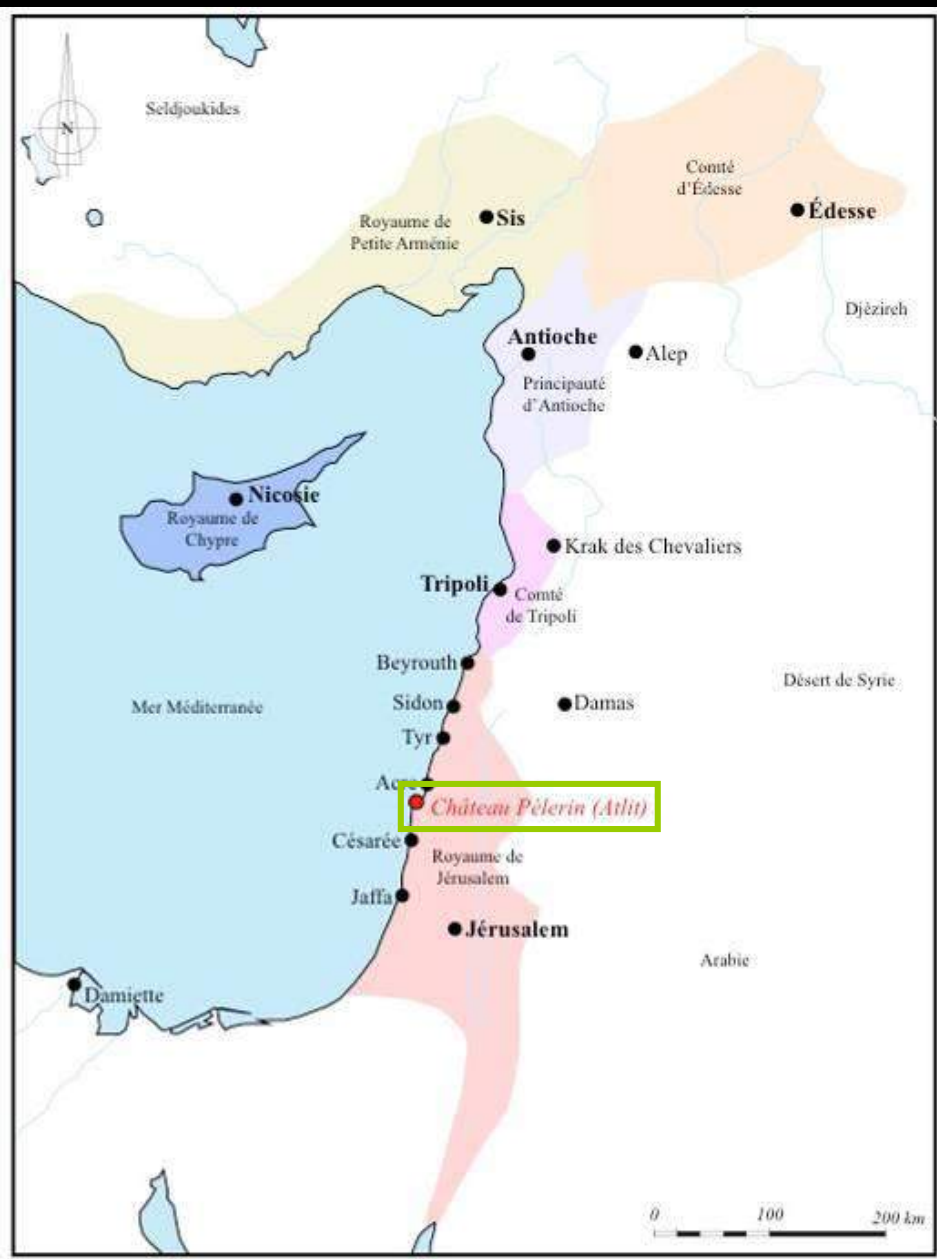 Seldjoukides
N
Comté
d'Édesse
Édesse
Sis
Royaume de
Petite Arménie
Djèzireh
Antioche
Alep
Principauté
d'Antioche
Nicosie
Royaume de
Chypre
Krak des Chevaliers
Tripoli
Comté
de Tripoli
Beyrouth
Désert de Syrie
Sidon
Damas
Mer Méditerranée
Tyr
Acre
Château Pèlerin (Atlit)
Césarée
Royaume de
Jérusalem
Jaffa
Jérusalem
Arabie
Damiette
0 100 200 km